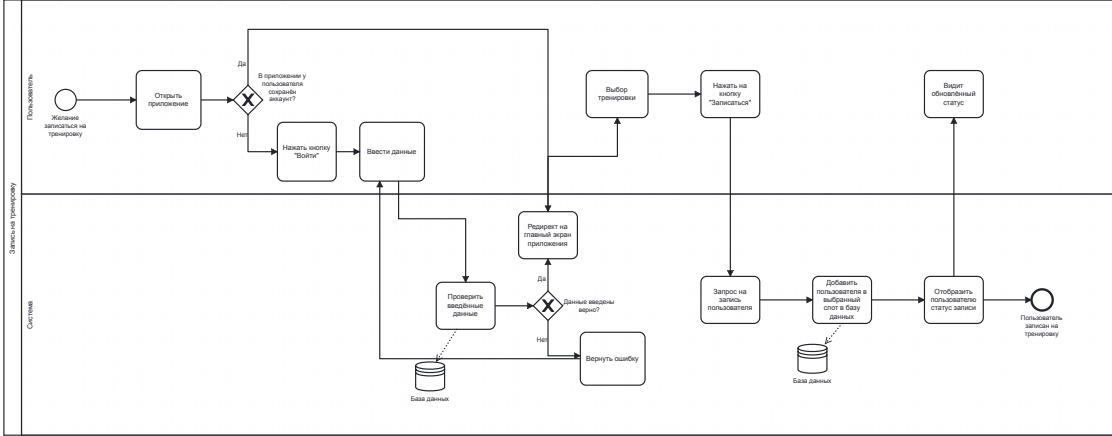 Запись на тренировку
Пользователь
Желание
записаться на
тренировку
Открыть
приложение
Да
В приложении у
пользователя
сохранён
аккаунт?
Нет
Нажать кнопку
"Войти"
Ввести данные
Выбор
тренировки
Нажать на
кнопку
"Записаться"
Видит
обновлённый
статус
Система
Проверить
введённые
данные
База данных
Редирект на
главный экран
приложения
Да
Данные введены
верно?
Нет
Вернуть ошибку
Запрос на
запись
пользователя
Добавить
пользователя в
выбранный
слот в базу
данных
База данных
Отобразить
пользователю
статус записи
Пользователь
записан на
тренировку